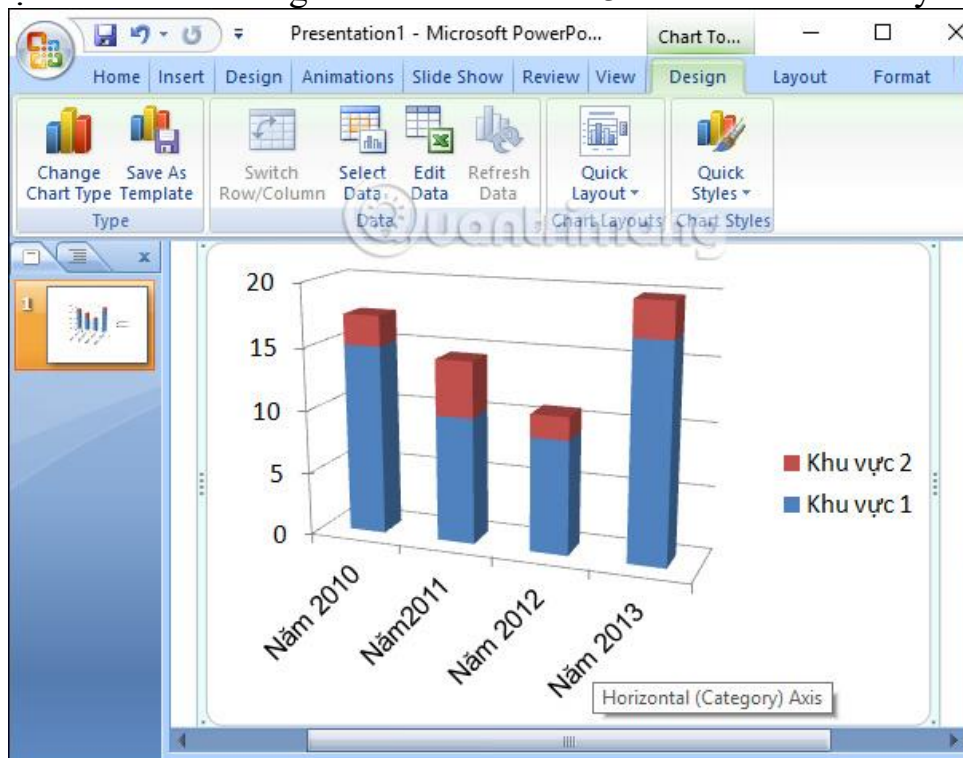 Presentation1 - Microsoft PowerPo... Chart To...
Home Insert Design Animations Slide Show Review View Design Layout Format
Change Chart Type
Save As Template
Switch Row/Column
Select Data
Edit Data
Refresh Data
Quick Layout
Quick Styles
Type Data Chart Layouts Chart Styles
Quantrimang
1
20
15
10
5
0
Năm 2010 Năm2011 Năm 2012 Năm 2013
Khu vực 2
Khu vực 1
Horizontal (Category) Axis